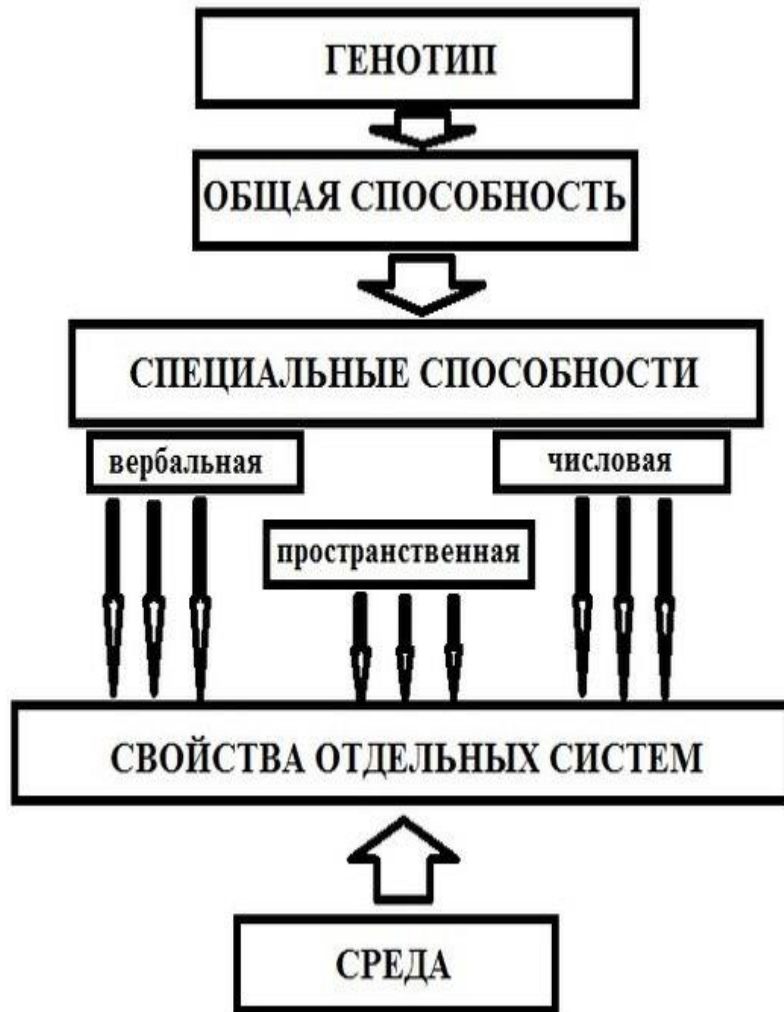 ГЕНОТИП
ОБЩАЯ СПОСОБНОСТЬ
СПЕЦИАЛЬНЫЕ СПОСОБНОСТИ
вербальная
числовая
пространственная
СВОЙСТВА ОТДЕЛЬНЫХ СИСТЕМ
СРЕДА